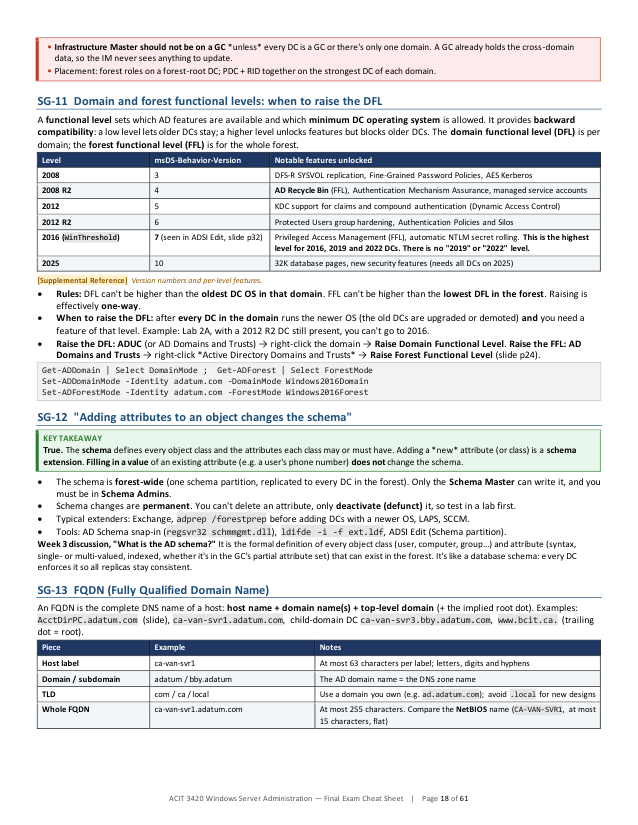 • Infrastructure Master should not be on a GC *unless* every DC is a GC or there's only one domain. A GC already holds the cross-domain
data, so the IM never sees anything to update.
• Placement: forest roles on a forest-root DC; PDC + RID together on the strongest DC of each domain.
SG-11 Domain and forest functional levels: when to raise the DFL
A functional level sets which AD features are available and which minimum DC operating system is allowed. It provides backward
compatibility: a low level lets older DCs stay; a higher level unlocks features but blocks older DCs. The domain functional level (DFL) is per
domain; the forest functional level (FFL) is for the whole forest.
Level msDS-Behavior-Version Notable features unlocked
2008 3 DFS-R SYSVOL replication, Fine-Grained Password Policies, AES Kerberos
2008 R2 4 AD Recycle Bin (FFL), Authentication Mechanism Assurance, managed service accounts
2012 5 KDC support for claims and compound authentication (Dynamic Access Control)
2012 R2 6 Protected Users group hardening, Authentication Policies and Silos
2016 (WinThreshold) 7 (seen in ADSI Edit, slide p32) Privileged Access Management (FFL), automatic NTLM secret rolling. This is the highest
level for 2016, 2019 and 2022 DCs. There is no "2019" or "2022" level.
2025 10 32K database pages, new security features (needs all DCs on 2025)
[Supplemental Reference] Version numbers and per-level features.
• Rules: DFL can't be higher than the oldest DC OS in that domain. FFL can't be higher than the lowest DFL in the forest. Raising is
effectively one-way.
• When to raise the DFL: after every DC in the domain runs the newer OS (the old DCs are upgraded or demoted) and you need a
feature of that level. Example: Lab 2A, with a 2012 R2 DC still present, you can't go to 2016.
• Raise the DFL: ADUC (or AD Domains and Trusts) → right-click the domain → Raise Domain Functional Level. Raise the FFL: AD
Domains and Trusts → right-click *Active Directory Domains and Trusts* → Raise Forest Functional Level (slide p24).
Get-ADDomain | Select DomainMode ; Get-ADForest | Select ForestMode
Set-ADDomainMode -Identity adatum.com -DomainMode Windows2016Domain
Set-ADForestMode -Identity adatum.com -ForestMode Windows2016Forest
SG-12 "Adding attributes to an object changes the schema"
KEY TAKEAWAY
True. The schema defines every object class and the attributes each class may or must have. Adding a *new* attribute (or class) is a schema
extension. Filling in a value of an existing attribute (e.g. a user's phone number) does not change the schema.
• The schema is forest-wide (one schema partition, replicated to every DC in the forest). Only the Schema Master can write it, and you
must be in Schema Admins.
• Schema changes are permanent. You can't delete an attribute, only deactivate (defunct) it, so test in a lab first.
• Typical extenders: Exchange, adprep /forestprep before adding DCs with a newer OS, LAPS, SCCM.
• Tools: AD Schema snap-in (regsvr32 schmmgmt.dll), ldifde -i -f ext.ldf, ADSI Edit (Schema partition).
Week 3 discussion, "What is the AD schema?" It is the formal definition of every object class (user, computer, group...) and attribute (syntax,
single- or multi-valued, indexed, whether it's in the GC's partial attribute set) that can exist in the forest. It's like a database schema: every DC
enforces it so all replicas stay consistent.
SG-13 FQDN (Fully Qualified Domain Name)
An FQDN is the complete DNS name of a host: host name + domain name(s) + top-level domain (+ the implied root dot). Examples:
AcctDirPC.adatum.com (slide), ca-van-svr1.adatum.com, child-domain DC ca-van-svr3.bby.adatum.com, www.bcit.ca. (trailing
dot = root).
Piece Example Notes
Host label ca-van-svr1 At most 63 characters per label; letters, digits and hyphens
Domain / subdomain adatum / bby.adatum The AD domain name = the DNS zone name
TLD com / ca / local Use a domain you own (e.g. ad.adatum.com); avoid .local for new designs
Whole FQDN ca-van-svr1.adatum.com At most 255 characters. Compare the NetBIOS name (CA-VAN-SVR1, at most
15 characters, flat)
ACIT 3420 Windows Server Administration — Final Exam Cheat Sheet | Page 18 of 61